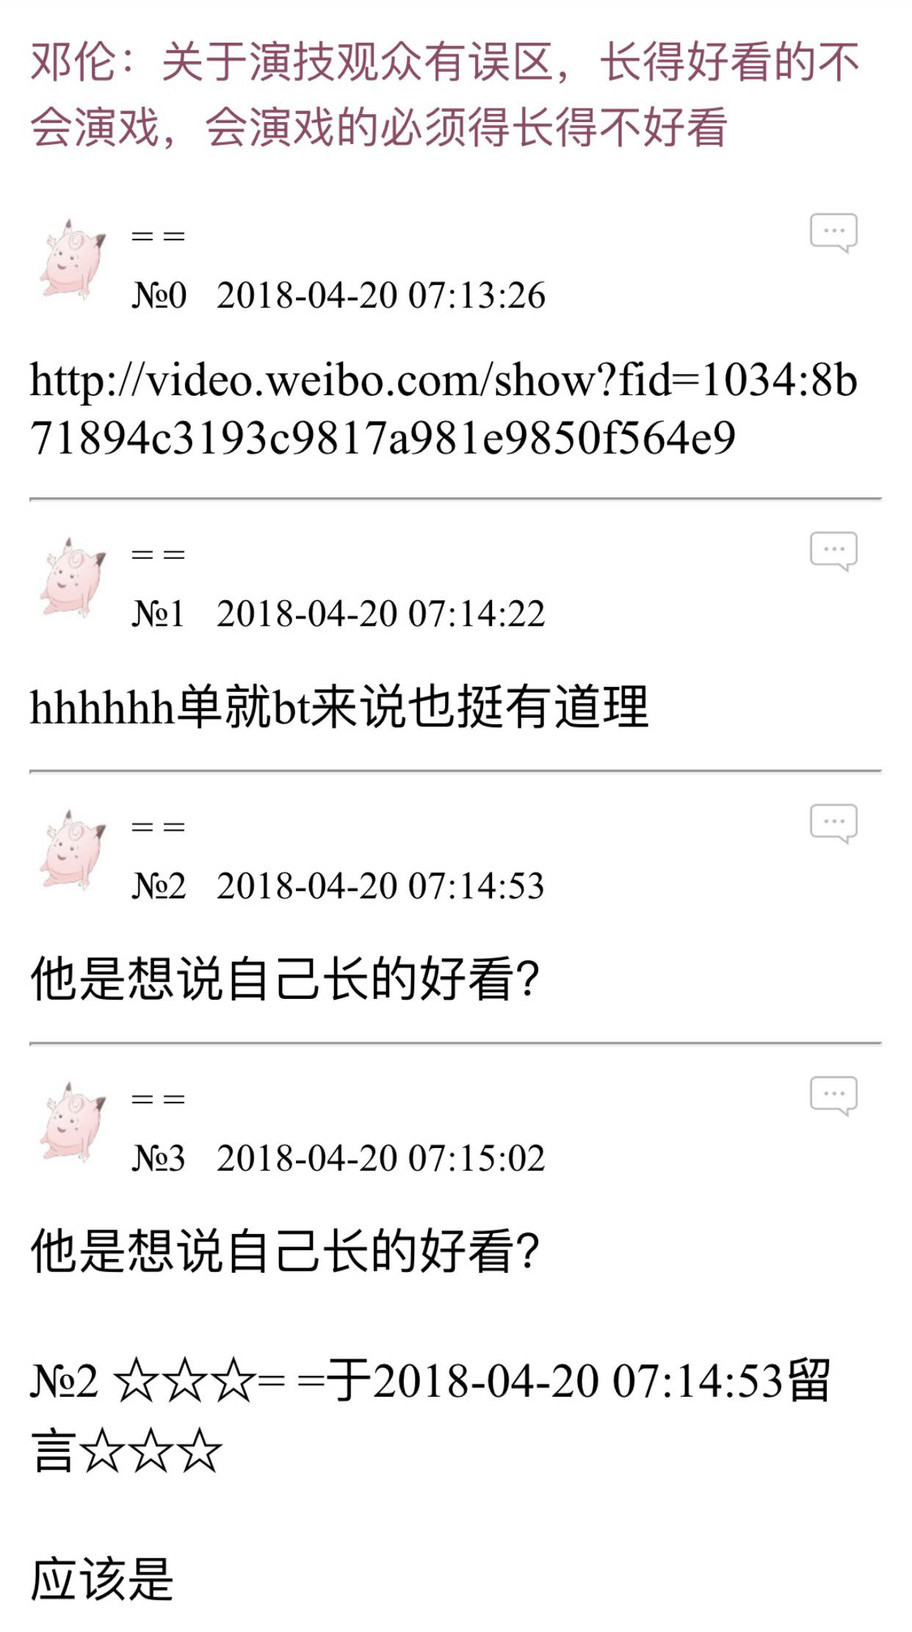 邓伦：关于演技观众有误区，长得好看的不
会演戏，会演戏的必须得长得不好看
= =
№0 2018-04-20 07:13:26
http://video.weibo.com/show?fid=1034:8b
71894c3193c9817a981e9850f564e9
= =
№1 2018-04-20 07:14:22
hhhhhh单就bt来说也挺有道理
= =
№2 2018-04-20 07:14:53
他是想说自己长的好看？
= =
№3 2018-04-20 07:15:02
他是想说自己长的好看？
№2 ☆☆☆= =于2018-04-20 07:14:53留
言☆☆☆
应该是